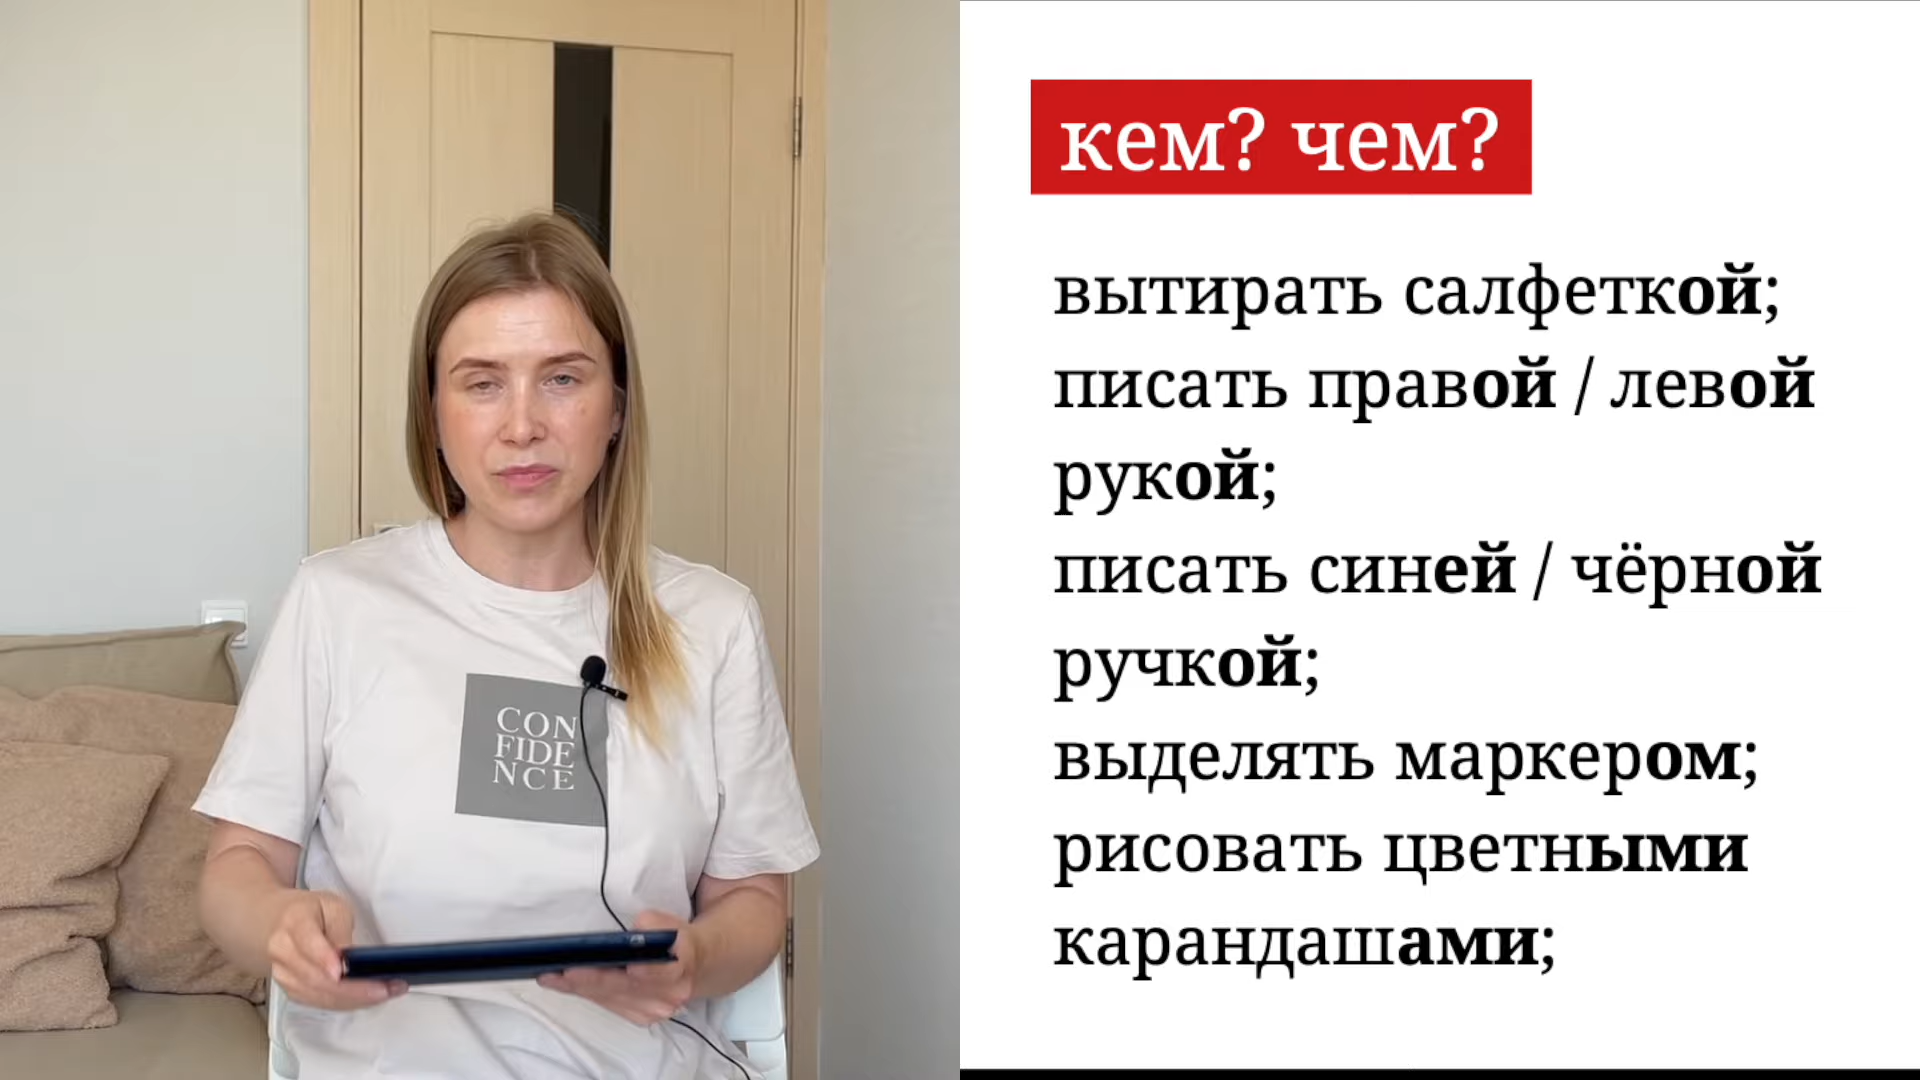 CON
FIDE
NCE
кем? чем?
вытирать салфеткой;
писать правой / левой
рукой;
писать синей / чёрной
ручкой;
выделять маркером;
рисовать цветными
карандашами;